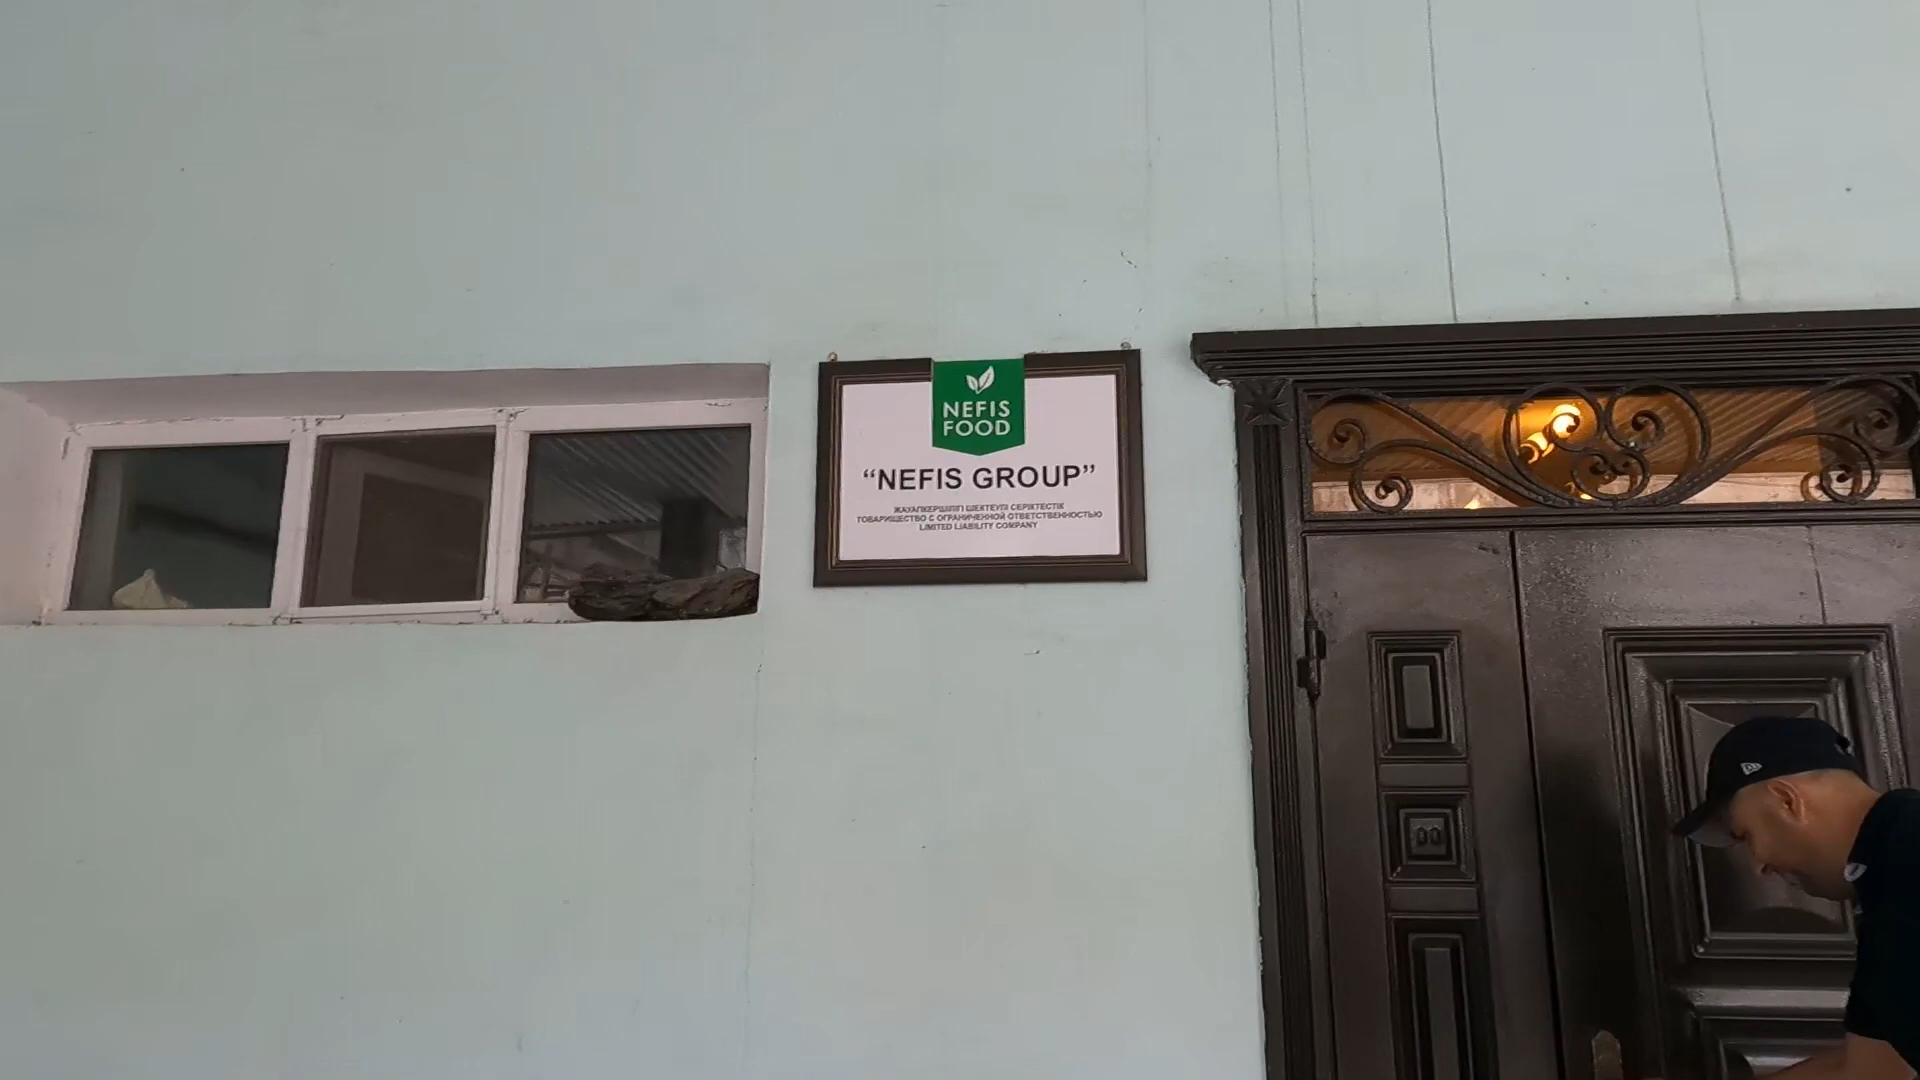 NEFIS
FOOD
“NEFIS GROUP”
ЖАУАПКЕРШІЛІГІ ШЕКТЕУЛІ СЕРІКТЕСТІК
ТОВАРИЩЕСТВО С ОГРАНИЧЕННОЙ ОТВЕТСТВЕННОСТЬЮ
LIMITED LIABILITY COMPANY